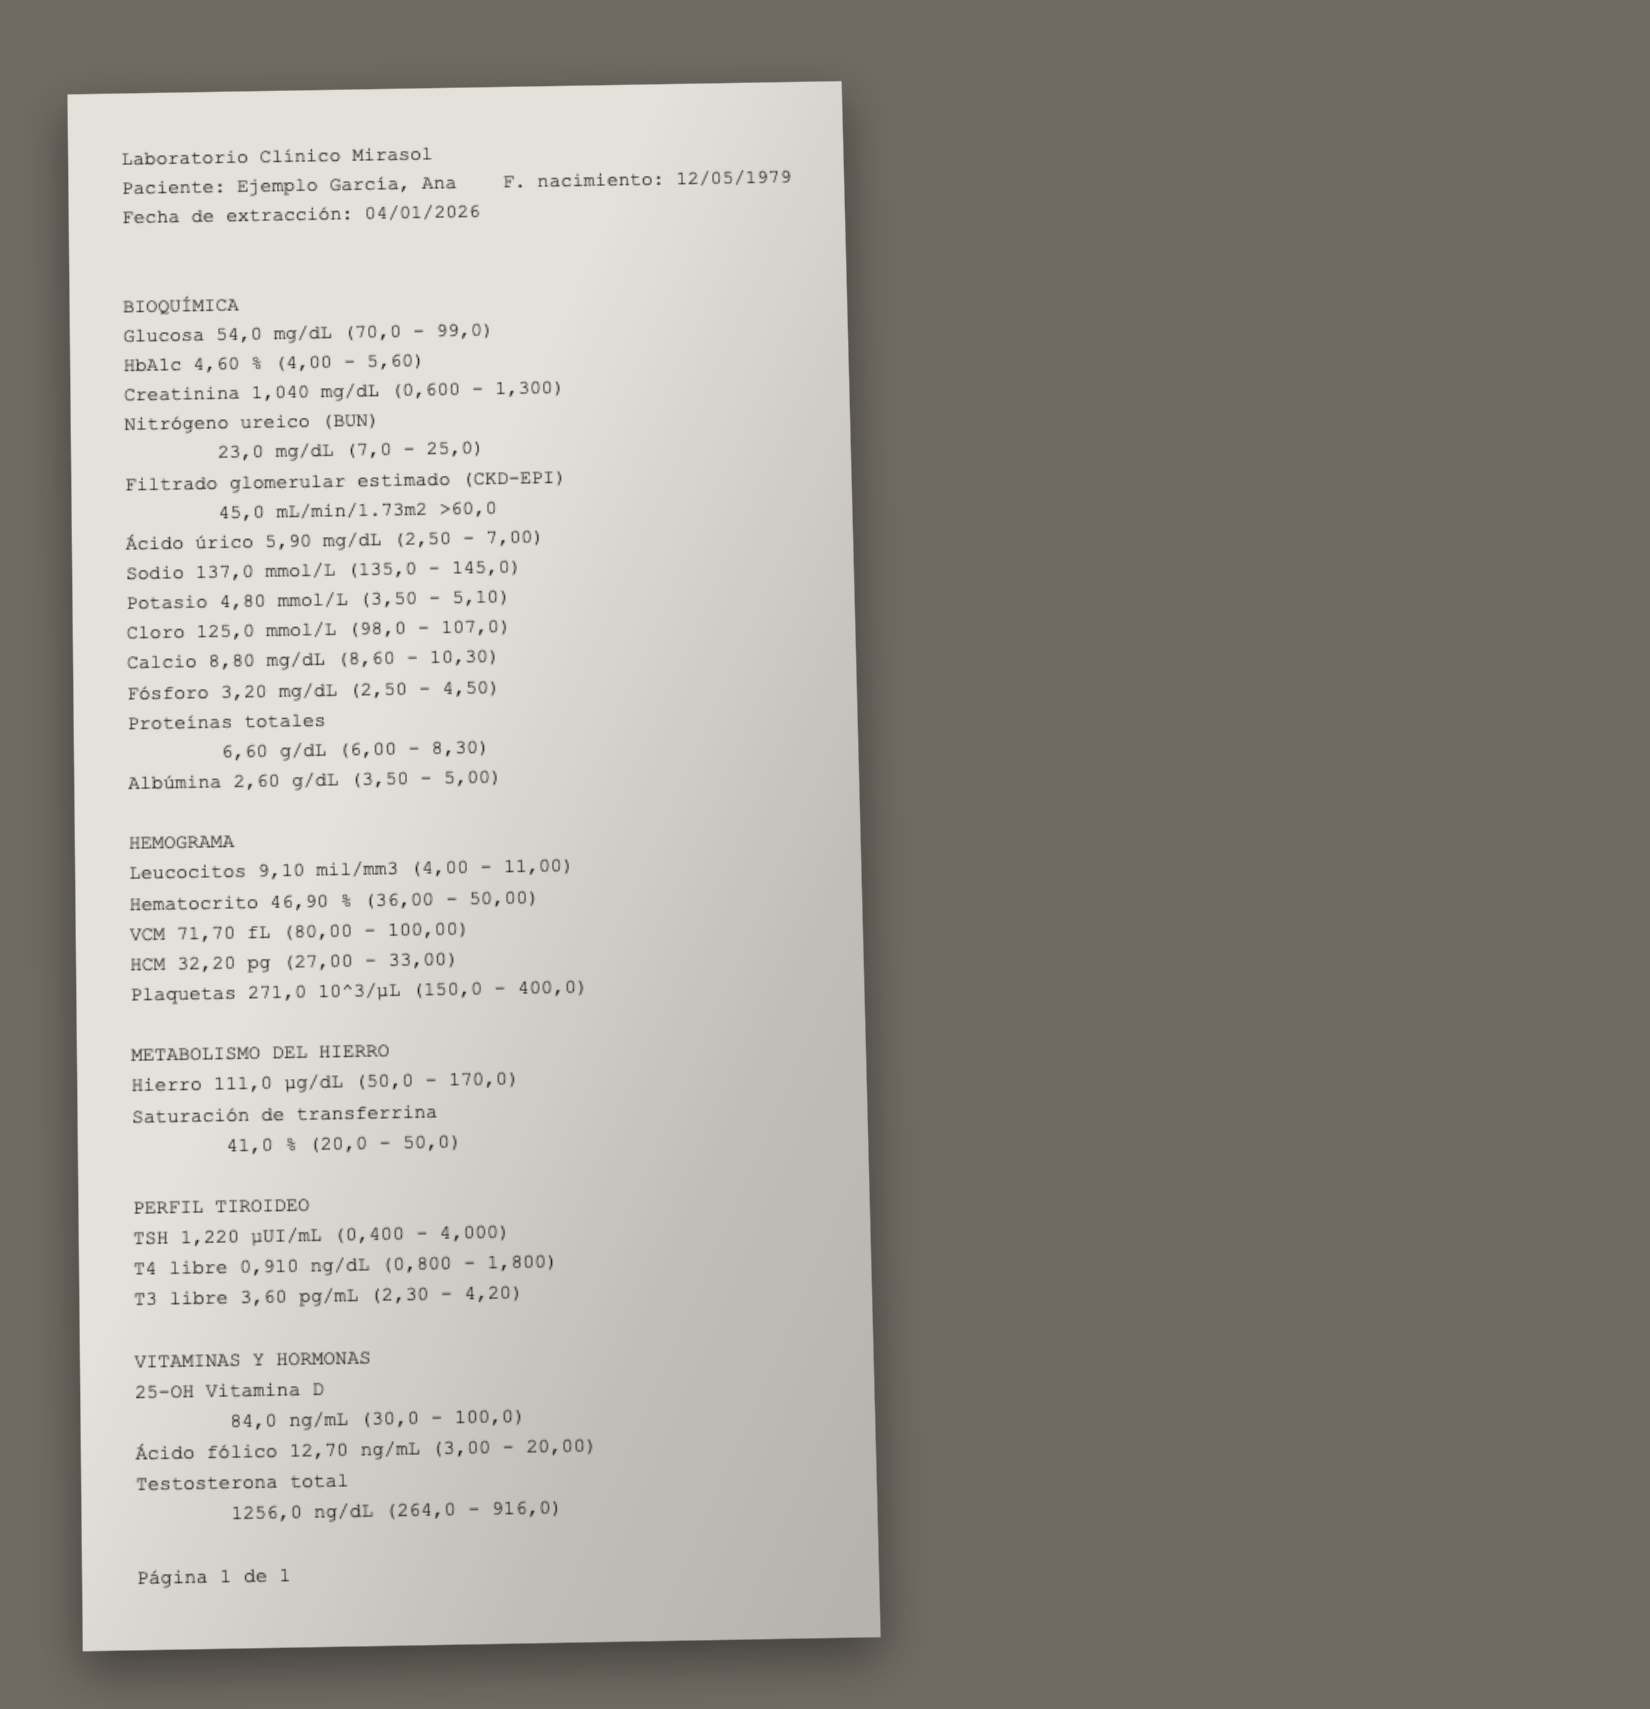 Laboratorio Clínico Mirasol
Paciente: Ejemplo García, Ana    F. nacimiento: 12/05/1979
Fecha de extracción: 04/01/2026
BIOQUÍMICA
Glucosa 54,0 mg/dL (70,0 - 99,0)
HbA1c 4,60 % (4,00 - 5,60)
Creatinina 1,040 mg/dL (0,600 - 1,300)
Nitrógeno ureico (BUN)
23,0 mg/dL (7,0 - 25,0)
Filtrado glomerular estimado (CKD-EPI)
45,0 mL/min/1.73m2 >60,0
Ácido úrico 5,90 mg/dL (2,50 - 7,00)
Sodio 137,0 mmol/L (135,0 - 145,0)
Potasio 4,80 mmol/L (3,50 - 5,10)
Cloro 125,0 mmol/L (98,0 - 107,0)
Calcio 8,80 mg/dL (8,60 - 10,30)
Fósforo 3,20 mg/dL (2,50 - 4,50)
Proteínas totales
6,60 g/dL (6,00 - 8,30)
Albúmina 2,60 g/dL (3,50 - 5,00)
HEMOGRAMA
Leucocitos 9,10 mil/mm3 (4,00 - 11,00)
Hematocrito 46,90 % (36,00 - 50,00)
VCM 71,70 fL (80,00 - 100,00)
HCM 32,20 pg (27,00 - 33,00)
Plaquetas 271,0 10^3/µL (150,0 - 400,0)
METABOLISMO DEL HIERRO
Hierro 111,0 µg/dL (50,0 - 170,0)
Saturación de transferrina
41,0 % (20,0 - 50,0)
PERFIL TIROIDEO
TSH 1,220 µUI/mL (0,400 - 4,000)
T4 libre 0,910 ng/dL (0,800 - 1,800)
T3 libre 3,60 pg/mL (2,30 - 4,20)
VITAMINAS Y HORMONAS
25-OH Vitamina D
84,0 ng/mL (30,0 - 100,0)
Ácido fólico 12,70 ng/mL (3,00 - 20,00)
Testosterona total
1256,0 ng/dL (264,0 - 916,0)
Página 1 de 1